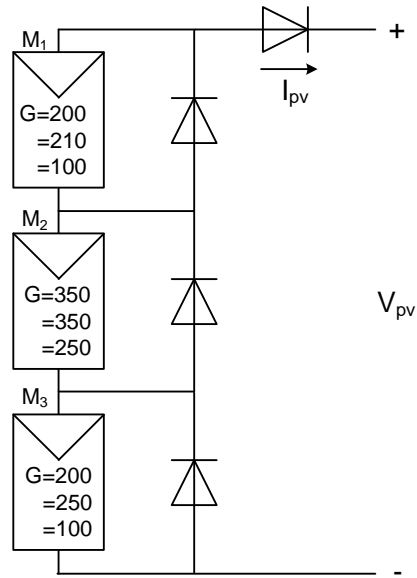 M1
+
Ipv
G=200
=210
=100
M2
G=350
=350
=250
Vpv
M3
G=200
=250
=100
-